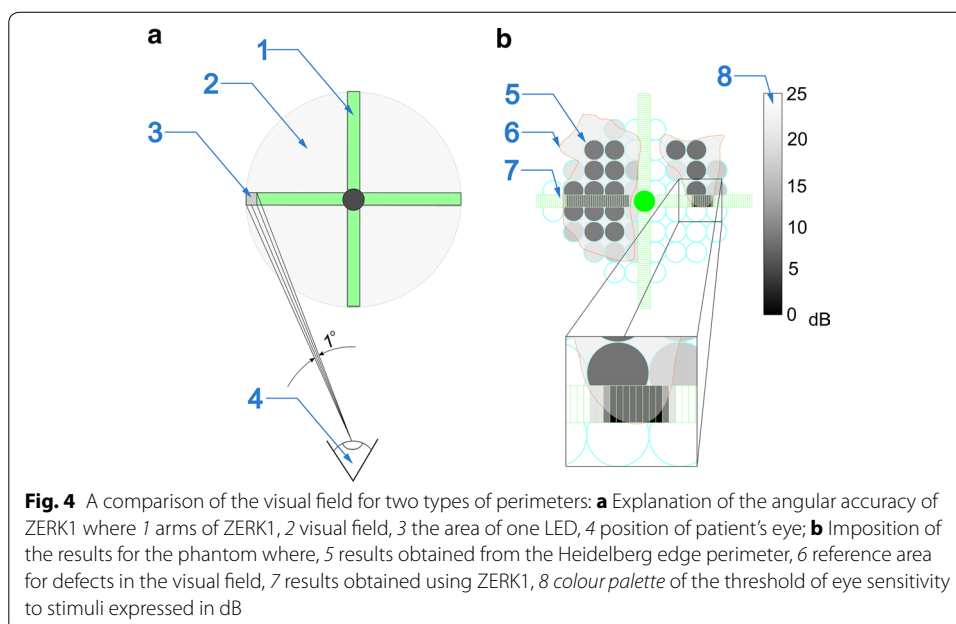 a
b
1
2
3
4
1°
5
6
7
8
25
20
15
10
5
0 dB
Fig. 4 A comparison of the visual field for two types of perimeters: a Explanation of the angular accuracy of
ZERK1 where 1 arms of ZERK1, 2 visual field, 3 the area of one LED, 4 position of patient's eye; b Imposition of
the results for the phantom where, 5 results obtained from the Heidelberg edge perimeter, 6 reference area
for defects in the visual field, 7 results obtained using ZERK1, 8 colour palette of the threshold of eye sensitivity
to stimuli expressed in dB